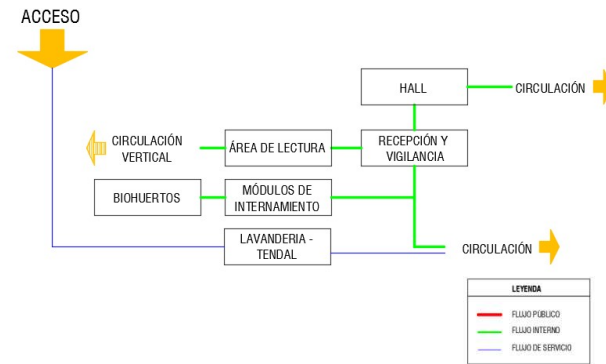 ACCESO
HALL
CIRCULACIÓN
CIRCULACIÓN
VERTICAL
ÁREA DE LECTURA
RECEPCIÓN Y
VIGILANCIA
BIOHUERTOS
MÓDULOS DE
INTERNAMIENTO
LAVANDERIA -
TENDAL
CIRCULACIÓN
LEYENDA
FLUJO PÚBLICO
FLUJO INTERNO
FLUJO DE SERVICIO